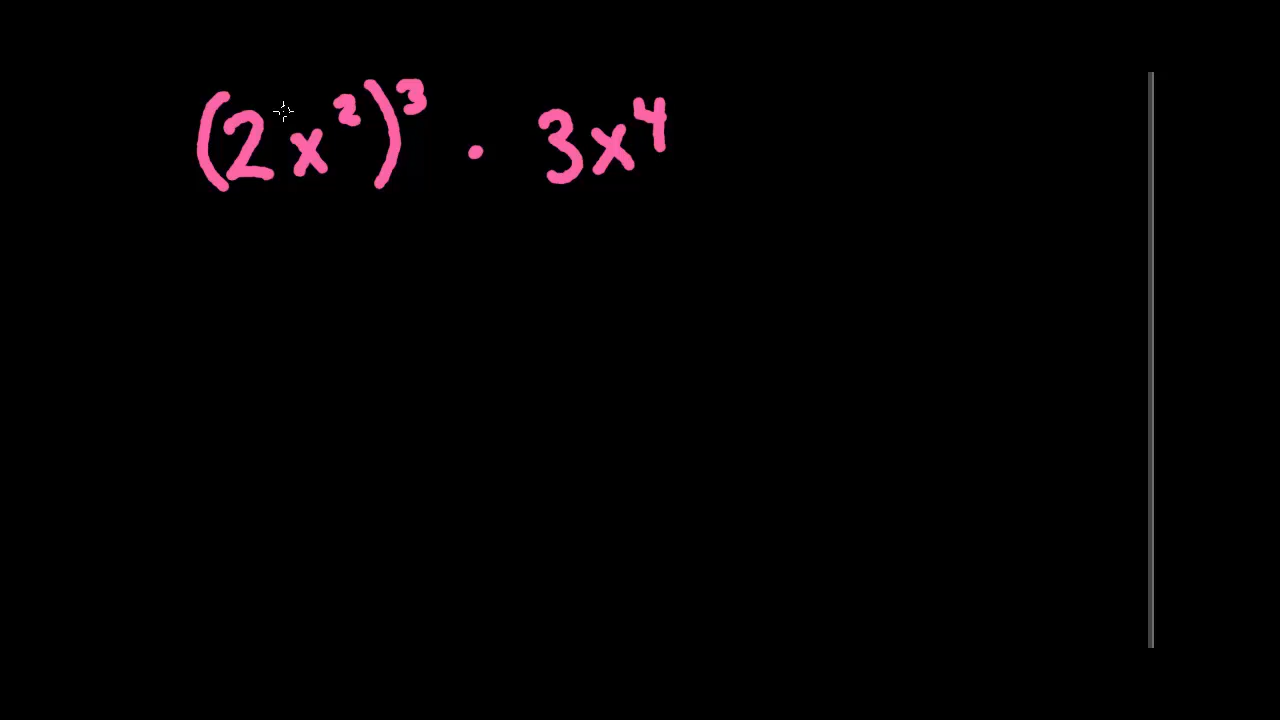 (2x²)³ · 3x⁴